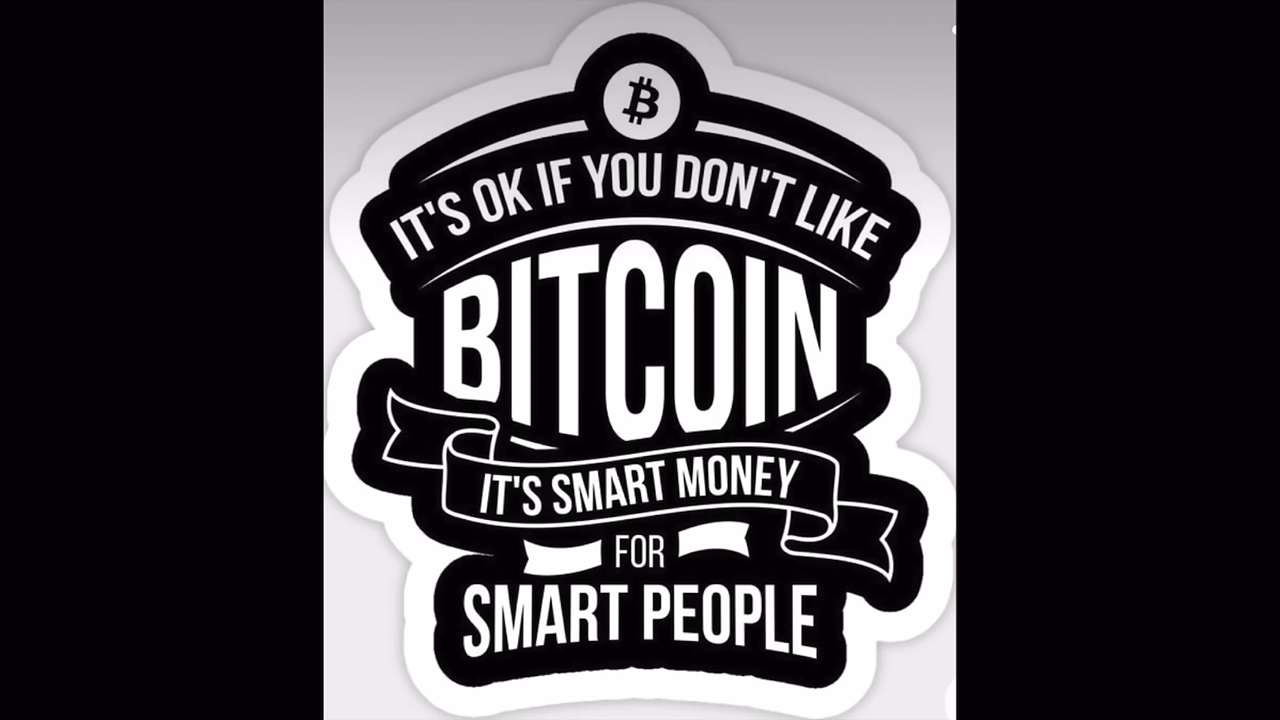 IT'S OK IF YOU DON'T LIKE
BITCOIN
IT'S SMART MONEY
FOR
SMART PEOPLE